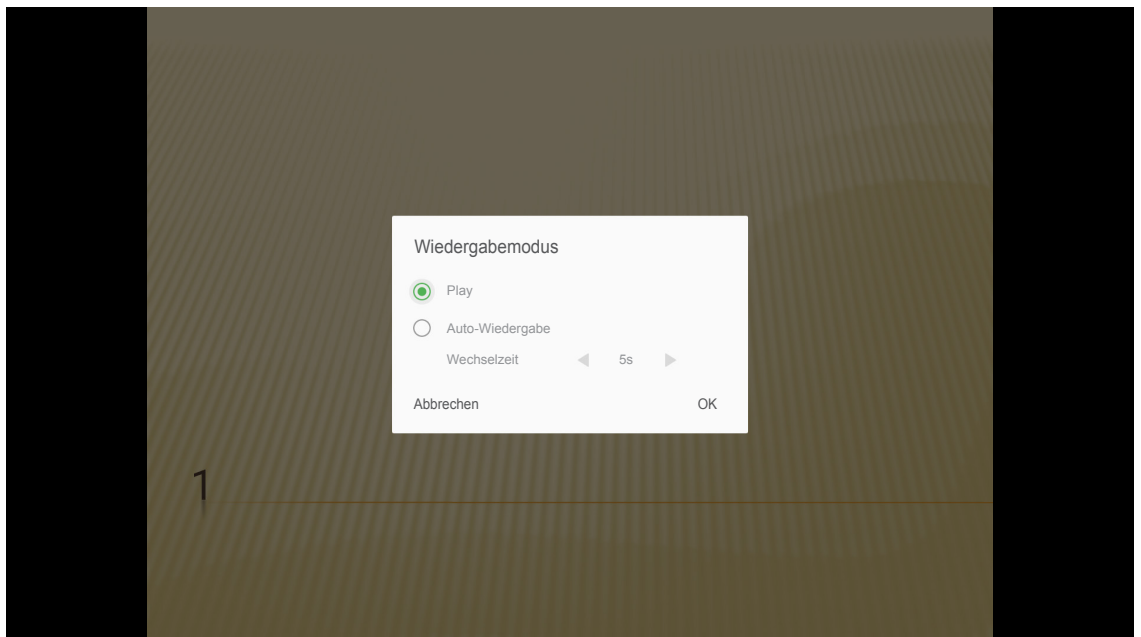 Wiedergabemodus
Play
Auto-Wiedergabe
Wechselzeit 5s
Abbrechen OK
1